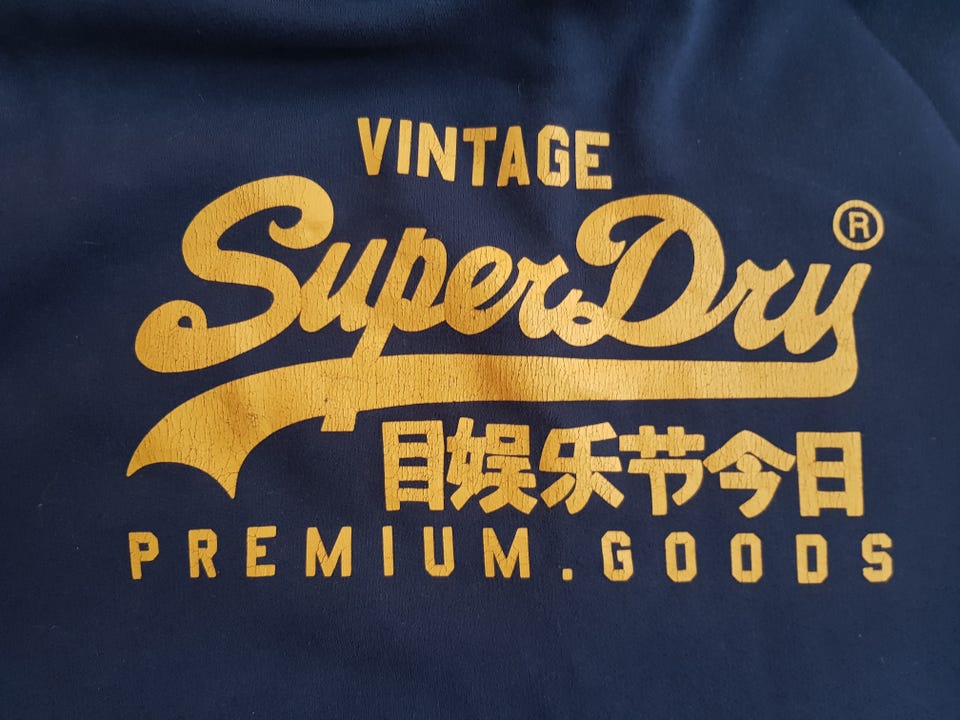 VINTAGE
SuperDry®
目娱乐节今日
PREMIUM.GOODS